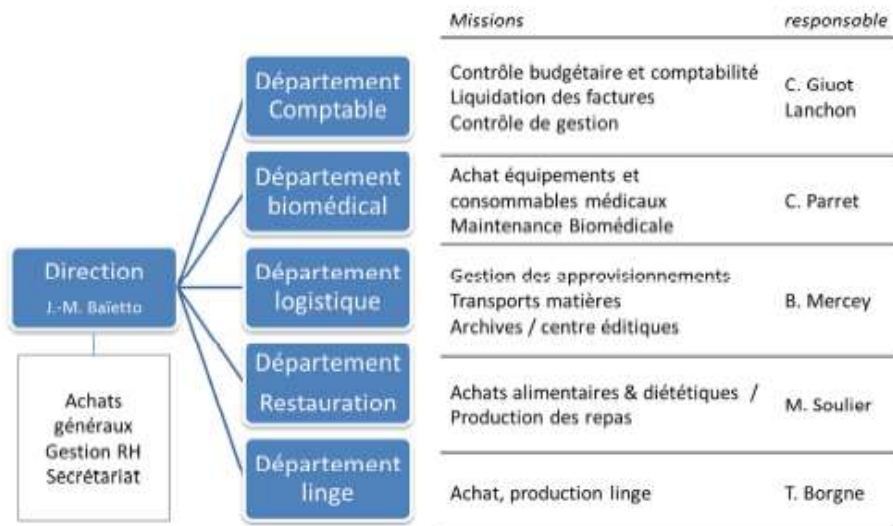 Missions responsable
Département
Comptable
Contrôle budgétaire et comptabilité
Liquidation des factures
Contrôle de gestion
C. Giuot
Lanchon
Département
biomédical
Achat équipements et
consommables médicaux
Maintenance Biomédicale
C. Parret
Direction
J.-M. Baïetto
Achats
généraux
Gestion RH
Secrétariat
Département
logistique
Gestion des approvisionnements
Transports matières
Archives / centre éditiques
B. Mercey
Département
Restauration
Achats alimentaires & diététiques /
Production des repas
M. Soulier
Département
linge
Achat, production linge
T. Borgne